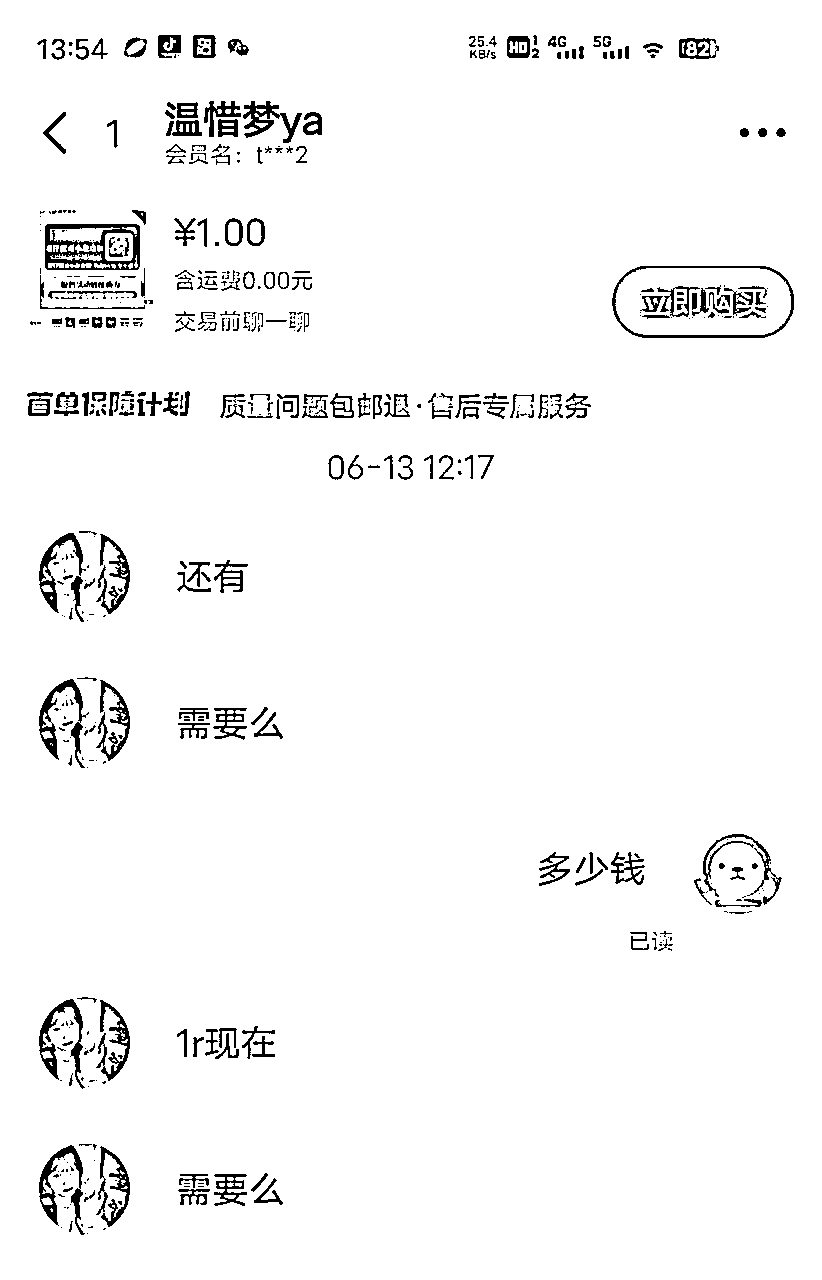 13:54
25.4 KB/s HD 1 2 4G 5G 82
1 温惜梦ya
会员名：t***2
¥1.00
含运费0.00元
交易前聊一聊
立即购买
百单保障计划 质量问题包邮退·售后专属服务
06-13 12:17
还有
需要么
多少钱
已读
1r现在
需要么